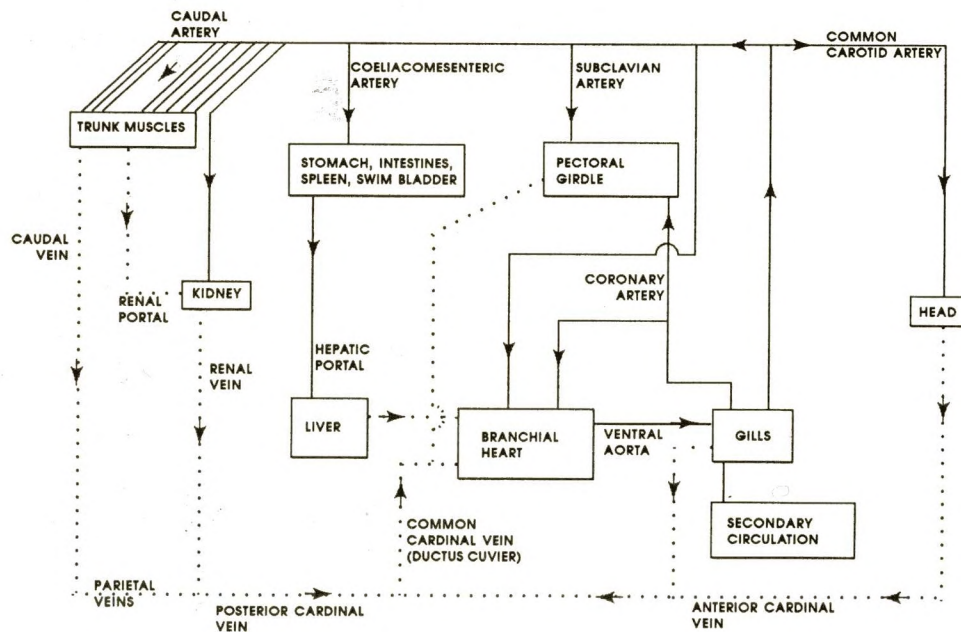 CAUDAL
ARTERY
COMMON
CAROTID ARTERY
COELIACOMESENTERIC
ARTERY
SUBCLAVIAN
ARTERY
TRUNK MUSCLES
STOMACH, INTESTINES,
SPLEEN, SWIM BLADDER
PECTORAL
GIRDLE
CAUDAL
VEIN
RENAL
PORTAL
KIDNEY
CORONARY
ARTERY
HEAD
RENAL
VEIN
HEPATIC
PORTAL
LIVER
BRANCHIAL
HEART
VENTRAL
AORTA
GILLS
COMMON
CARDINAL VEIN
(DUCTUS CUVIER)
SECONDARY
CIRCULATION
PARIETAL
VEINS
POSTERIOR CARDINAL
VEIN
ANTERIOR CARDINAL
VEIN